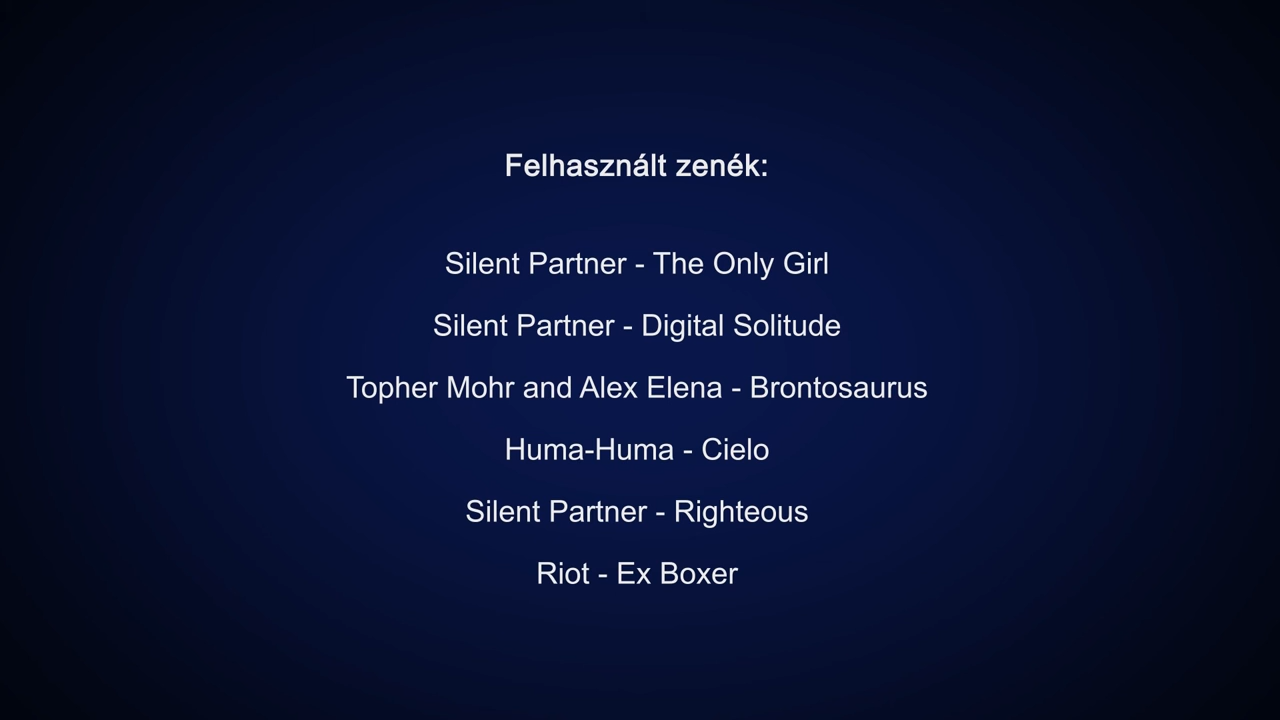 Felhasznált zenék:
Silent Partner - The Only Girl
Silent Partner - Digital Solitude
Topher Mohr and Alex Elena - Brontosaurus
Huma-Huma - Cielo
Silent Partner - Righteous
Riot - Ex Boxer